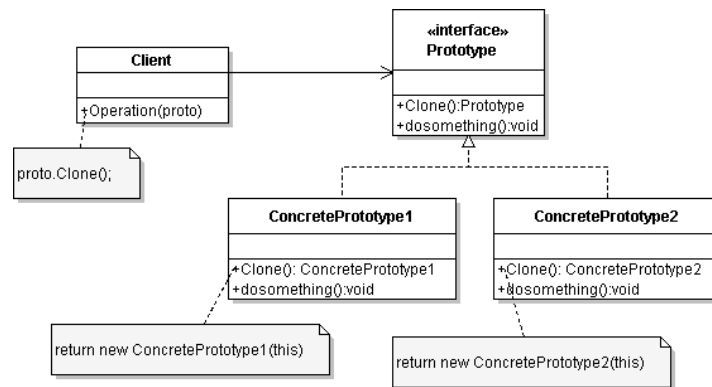 «interface»
Prototype
+Clone():Prototype
+dosomething():void
Client
+Operation(proto)
proto.Clone();
ConcretePrototype1
+Clone(): ConcretePrototype1
+dosomething():void
ConcretePrototype2
+Clone(): ConcretePrototype2
+dosomething():void
return new ConcretePrototype1(this)
return new ConcretePrototype2(this)